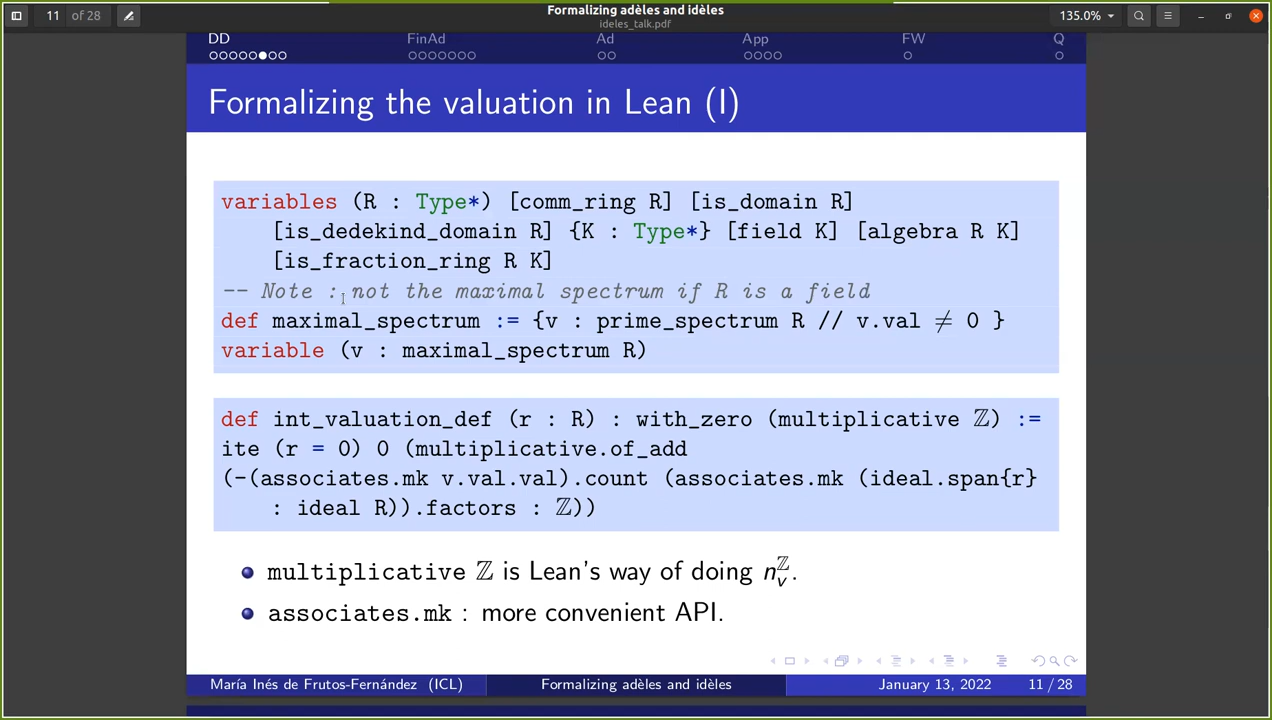 Formalizing adèles and idèles
ideles_talk.pdf
11 of 28
135.0%
DD FinAd Ad App FW Q
Formalizing the valuation in Lean (I)
variables (R : Type*) [comm_ring R] [is_domain R]
[is_dedekind_domain R] {K : Type*} [field K] [algebra R K]
[is_fraction_ring R K]
-- Note : not the maximal spectrum if R is a field
def maximal_spectrum := {v : prime_spectrum R // v.val ≠ 0 }
variable (v : maximal_spectrum R)
def int_valuation_def (r : R) : with_zero (multiplicative ℤ) :=
ite (r = 0) 0 (multiplicative.of_add
(-(associates.mk v.val.val).count (associates.mk (ideal.span{r}
: ideal R)).factors : ℤ))
multiplicative ℤ is Lean's way of doing n_v^ℤ.
associates.mk : more convenient API.
María Inés de Frutos-Fernández (ICL) Formalizing adèles and idèles January 13, 2022 11 / 28